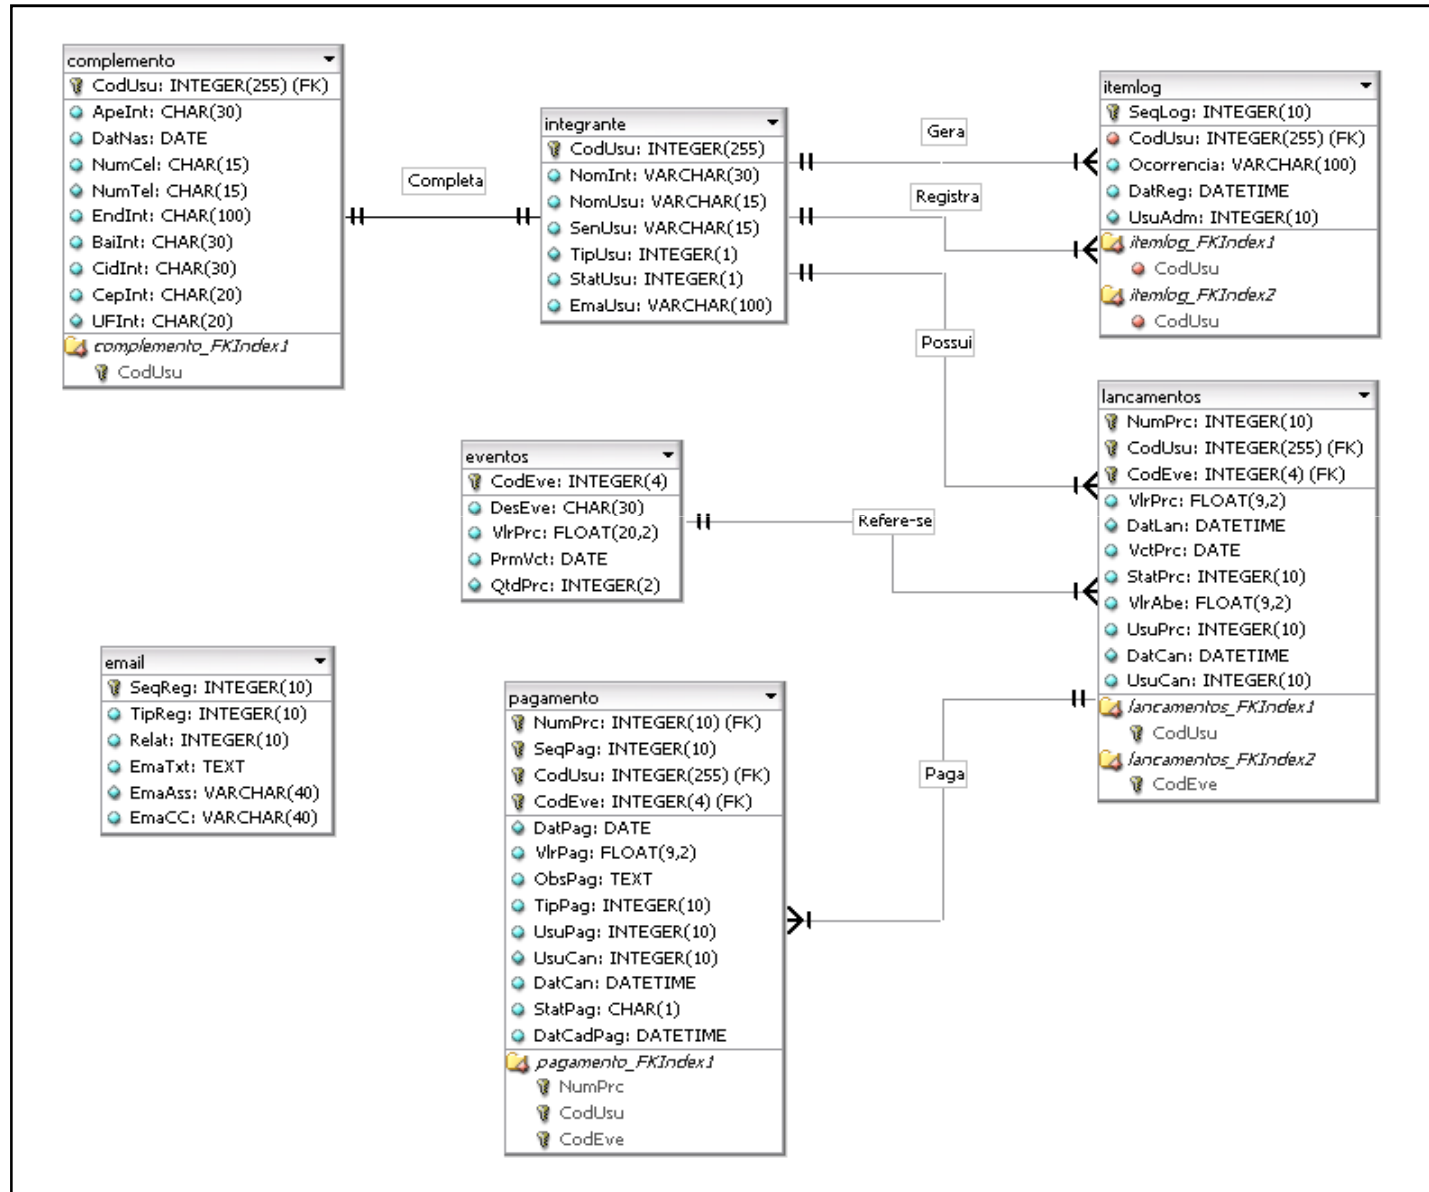 complemento
CodUsu: INTEGER(255) (FK)
ApeInt: CHAR(30)
DatNas: DATE
NumCel: CHAR(15)
NumTel: CHAR(15)
EndInt: CHAR(100)
BaiInt: CHAR(30)
CidInt: CHAR(30)
CepInt: CHAR(20)
UFInt: CHAR(20)
complemento_FKIndex1
CodUsu
Completa
integrante
CodUsu: INTEGER(255)
NomInt: VARCHAR(30)
NomUsu: VARCHAR(15)
SenUsu: VARCHAR(15)
TipUsu: INTEGER(1)
StatUsu: INTEGER(1)
EmaUsu: VARCHAR(100)
Gera
Registra
Possui
itemlog
SeqLog: INTEGER(10)
CodUsu: INTEGER(255) (FK)
Ocorrencia: VARCHAR(100)
DatReg: DATETIME
UsuAdm: INTEGER(10)
itemlog_FKIndex1
CodUsu
itemlog_FKIndex2
CodUsu
eventos
CodEve: INTEGER(4)
DesEve: CHAR(30)
VlrPrc: FLOAT(20,2)
PrmVct: DATE
QtdPrc: INTEGER(2)
Refere-se
lancamentos
NumPrc: INTEGER(10)
CodUsu: INTEGER(255) (FK)
CodEve: INTEGER(4) (FK)
VlrPrc: FLOAT(9,2)
DatLan: DATETIME
VctPrc: DATE
StatPrc: INTEGER(10)
VlrAbe: FLOAT(9,2)
UsuPrc: INTEGER(10)
DatCan: DATETIME
UsuCan: INTEGER(10)
lancamentos_FKIndex1
CodUsu
lancamentos_FKIndex2
CodEve
email
SeqReg: INTEGER(10)
TipReg: INTEGER(10)
Relat: INTEGER(10)
EmaTxt: TEXT
EmaAss: VARCHAR(40)
EmaCC: VARCHAR(40)
pagamento
NumPrc: INTEGER(10) (FK)
SeqPag: INTEGER(10)
CodUsu: INTEGER(255) (FK)
CodEve: INTEGER(4) (FK)
DatPag: DATE
VlrPag: FLOAT(9,2)
ObsPag: TEXT
TipPag: INTEGER(10)
UsuPag: INTEGER(10)
UsuCan: INTEGER(10)
DatCan: DATETIME
StatPag: CHAR(1)
DatCadPag: DATETIME
pagamento_FKIndex1
NumPrc
CodUsu
CodEve
Paga